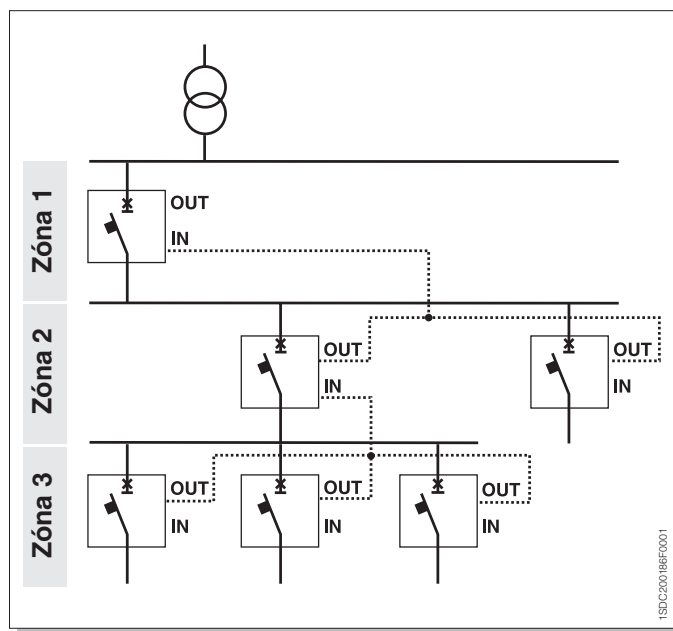 Zóna 1
OUT
IN
Zóna 2
OUT
IN
OUT
IN
Zóna 3
OUT
IN
OUT
IN
OUT
IN
1SDC200186F0001